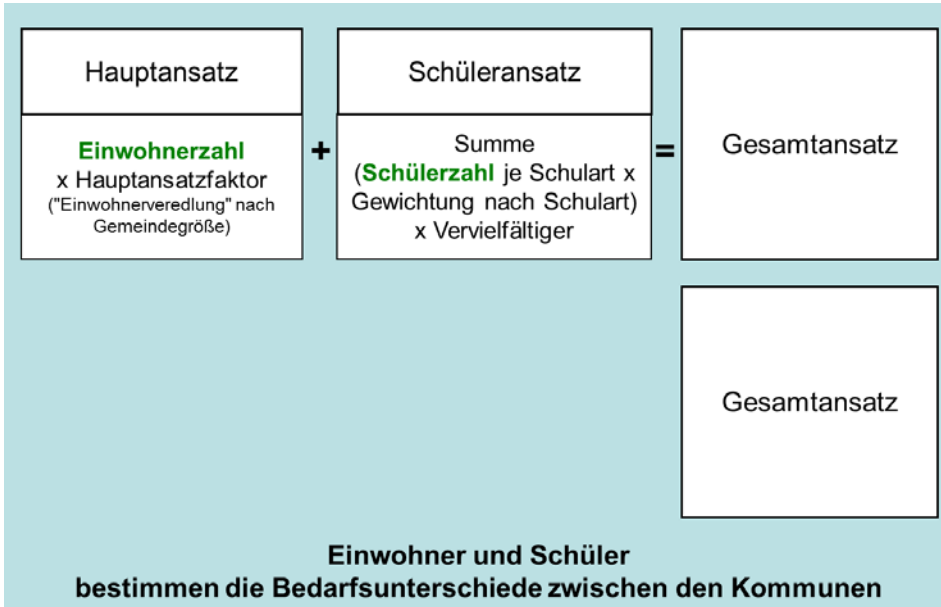 Hauptansatz
Einwohnerzahl
x Hauptansatzfaktor
("Einwohnerveredlung" nach
Gemeindegröße)
+
Schüleransatz
Summe
(Schülerzahl je Schulart x
Gewichtung nach Schulart)
x Vervielfältiger
=
Gesamtansatz
Gesamtansatz
Einwohner und Schüler
bestimmen die Bedarfsunterschiede zwischen den Kommunen